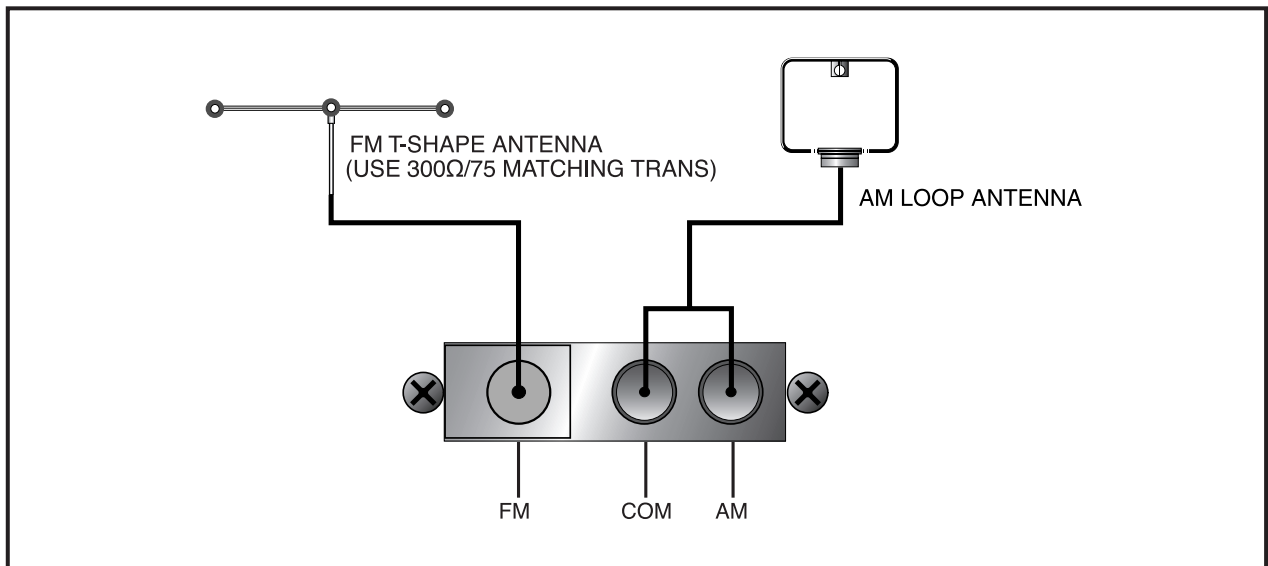 FM T-SHAPE ANTENNA
(USE 300Ω/75 MATCHING TRANS)
AM LOOP ANTENNA
FM
COM
AM